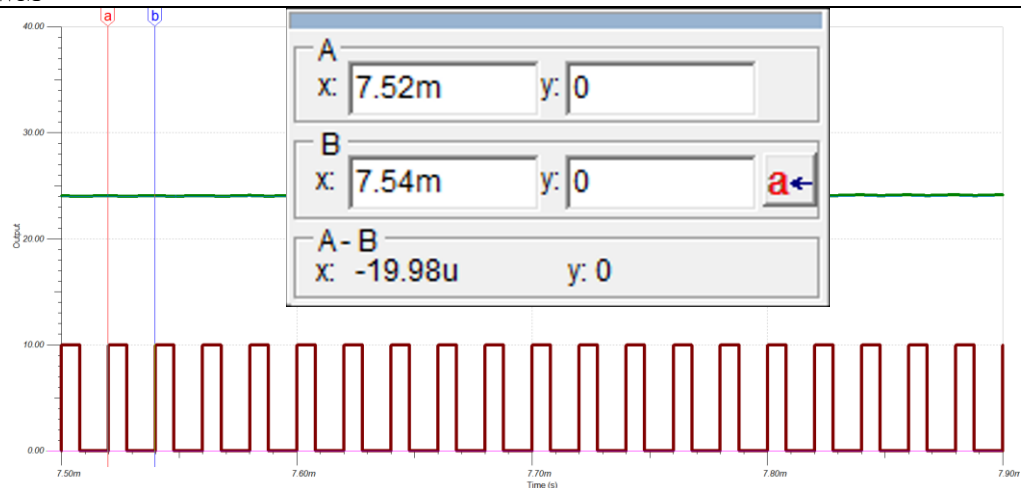 a
b
40.00
30.00
20.00
10.00
0.00
Output
A
x: 7.52m y: 0
B
x: 7.54m y: 0 a←
A - B
x: -19.98u y: 0
7.50m 7.60m 7.70m 7.80m 7.90m
Time (s)